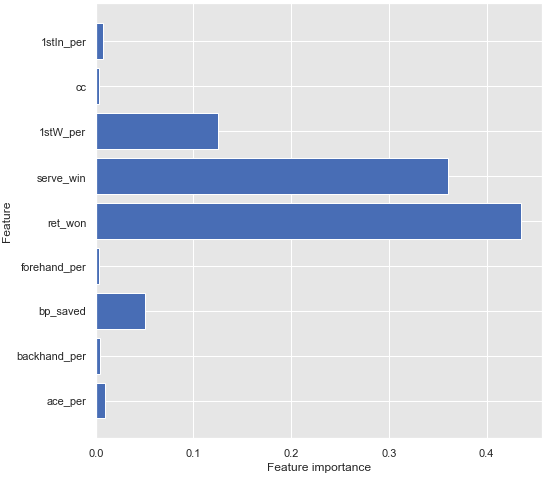 1stIn_per
cc
1stW_per
serve_win
ret_won
forehand_per
bp_saved
backhand_per
ace_per
Feature
0.0 0.1 0.2 0.3 0.4
Feature importance